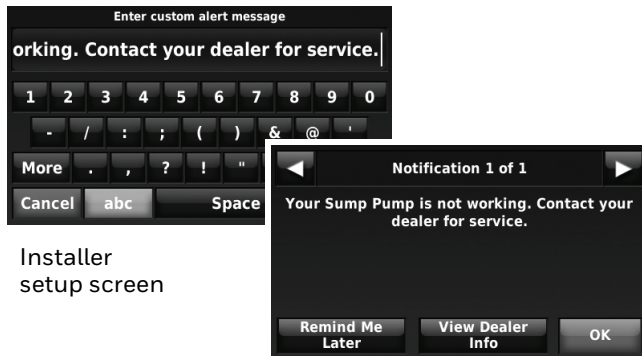 Enter custom alert message
orking. Contact your dealer for service.
1 2 3 4 5 6 7 8 9 0
- / : ; ( ) & @ '
More . , ? ! "
Cancel abc Space
Installer
setup screen
Notification 1 of 1
Your Sump Pump is not working. Contact your
dealer for service.
Remind Me
Later
View Dealer
Info
OK